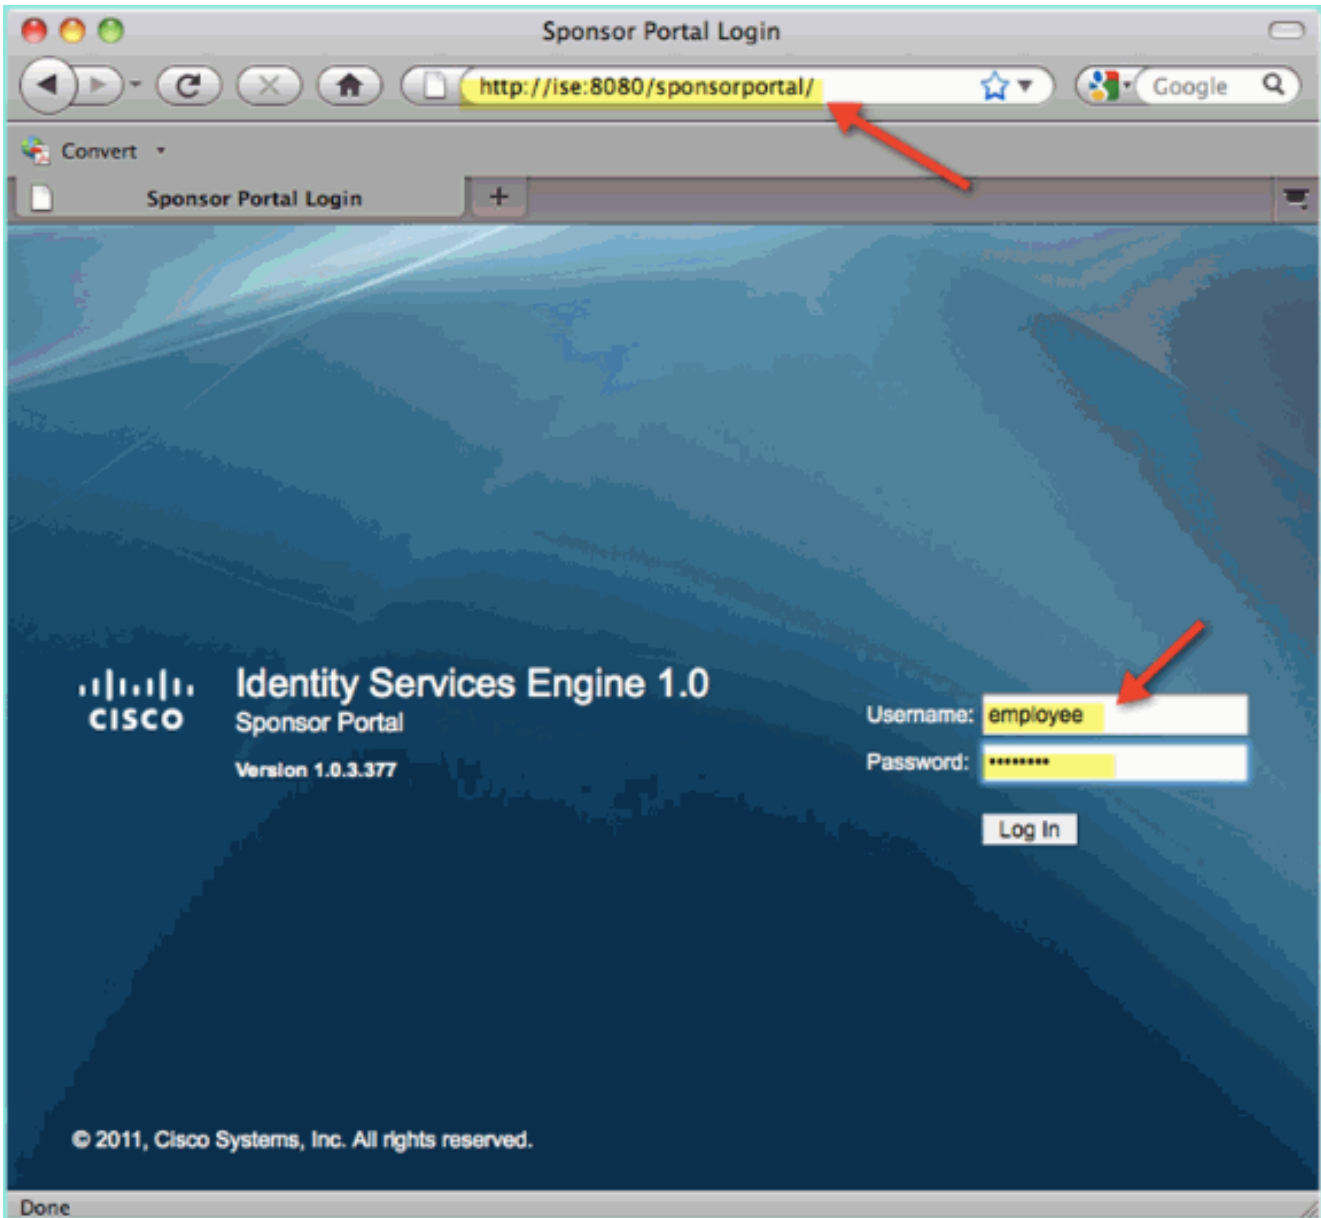 Sponsor Portal Login
http://ise:8080/sponsorportal/
Google
Convert
Sponsor Portal Login
Identity Services Engine 1.0
CISCO
Sponsor Portal
Version 1.0.3.377
Username: employee
Password: ••••••••
Log In
© 2011, Cisco Systems, Inc. All rights reserved.
Done